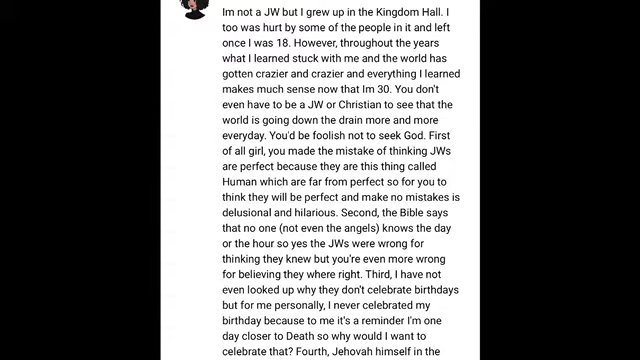 Im not a JW but I grew up in the Kingdom Hall. I
too was hurt by some of the people in it and left
once I was 18. However, throughout the years
what I learned stuck with me and the world has
gotten crazier and crazier and everything I learned
makes much sense now that Im 30. You don't
even have to be a JW or Christian to see that the
world is going down the drain more and more
everyday. You'd be foolish not to seek God. First
of all girl, you made the mistake of thinking JWs
are perfect because they are this thing called
Human which are far from perfect so for you to
think they will be perfect and make no mistakes is
delusional and hilarious. Second, the Bible says
that no one (not even the angels) knows the day
or the hour so yes the JWs were wrong for
thinking they knew but you're even more wrong
for believing they where right. Third, I have not
even looked up why they don't celebrate birthdays
but for me personally, I never celebrated my
birthday because to me it's a reminder I'm one
day closer to Death so why would I want to
celebrate that? Fourth, Jehovah himself in the